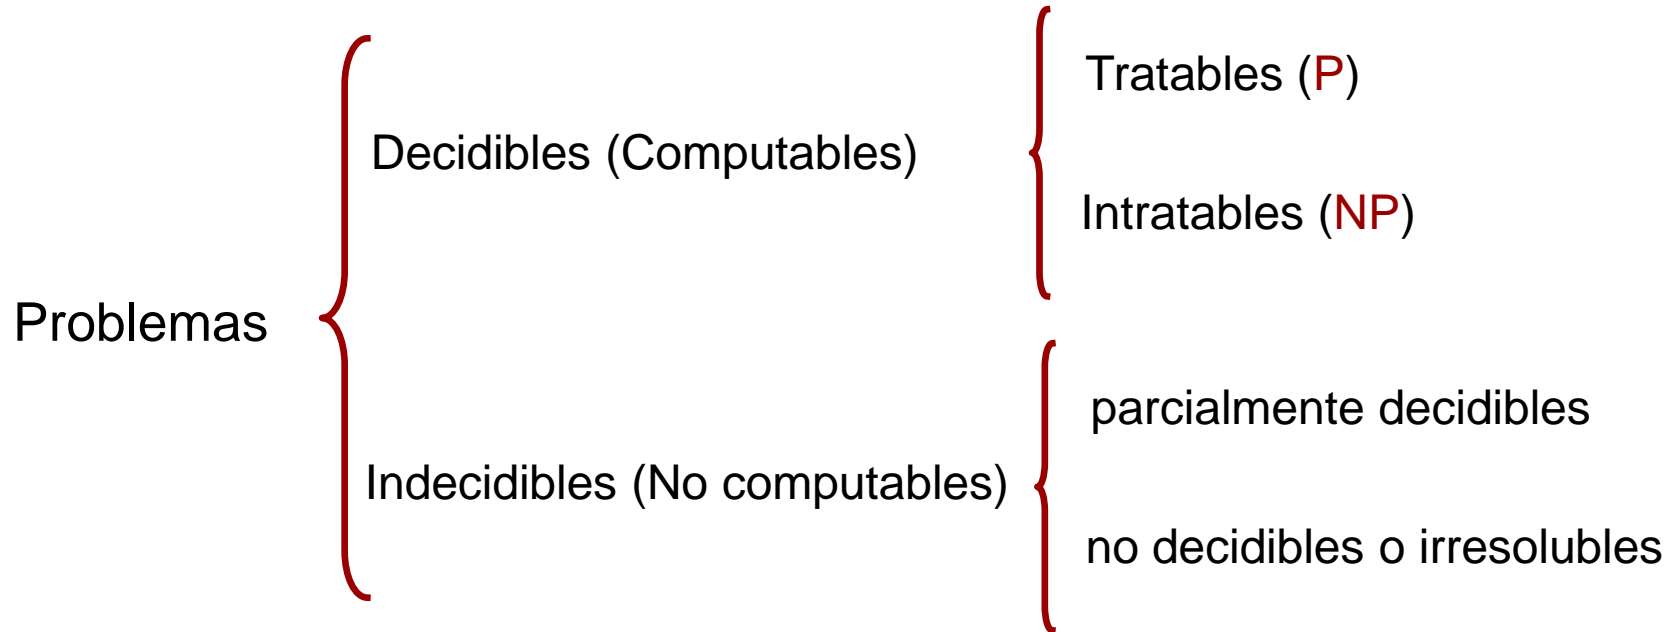 Problemas
Decidibles (Computables)
Tratables (P)
Intratables (NP)
Indecidibles (No computables)
parcialmente decidibles
no decidibles o irresolubles